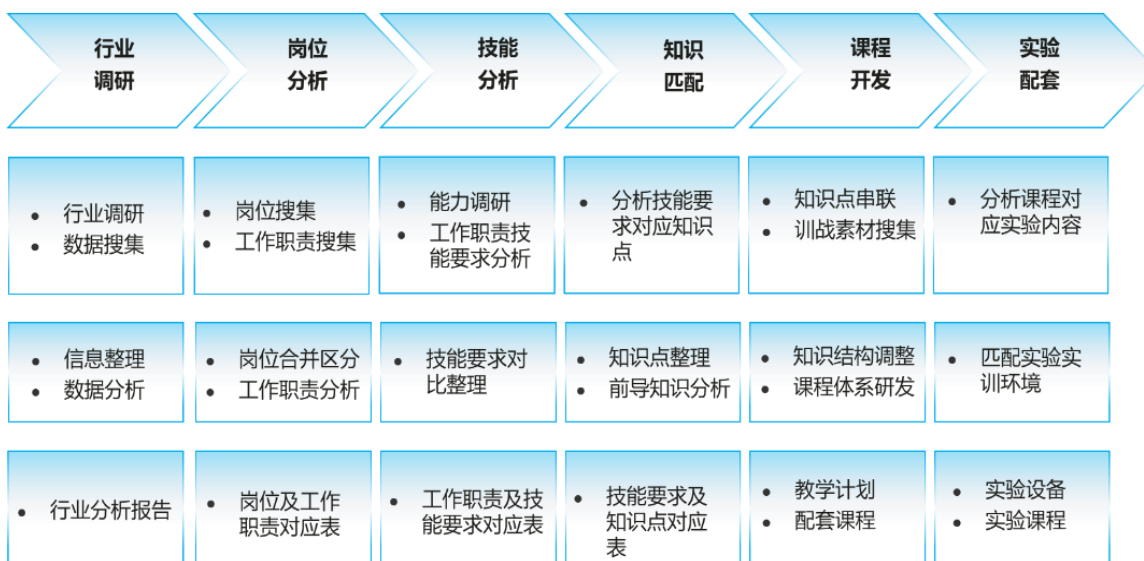 行业
调研
岗位
分析
技能
分析
知识
匹配
课程
开发
实验
配套
• 行业调研
• 数据搜集
• 岗位搜集
• 工作职责搜集
• 能力调研
• 工作职责技
能要求分析
• 分析技能要
求对应知识
点
• 知识点串联
• 训战素材搜集
• 分析课程对
应实验内容
• 信息整理
• 数据分析
• 岗位合并区分
• 工作职责分析
• 技能要求对
比整理
• 知识点整理
• 前导知识分析
• 知识结构调整
• 课程体系研发
• 匹配实验实
训环境
• 行业分析报告
• 岗位及工作
职责对应表
• 工作职责及技
能要求对应表
• 技能要求及
知识点对应
表
• 教学计划
• 配套课程
• 实验设备
• 实验课程